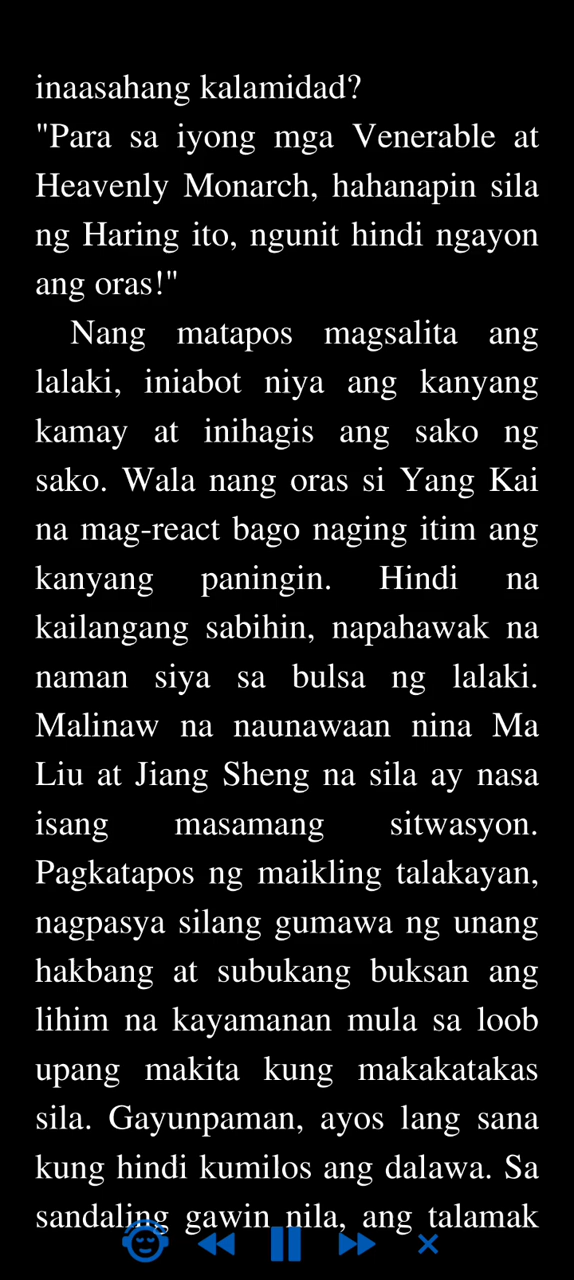 inaasahang kalamidad?
"Para sa iyong mga Venerable at
Heavenly Monarch, hahanapin sila
ng Haring ito, ngunit hindi ngayon
ang oras!"
Nang matapos magsalita ang
lalaki, iniabot niya ang kanyang
kamay at inihagis ang sako ng
sako. Wala nang oras si Yang Kai
na mag-react bago naging itim ang
kanyang paningin. Hindi na
kailangang sabihin, napahawak na
naman siya sa bulsa ng lalaki.
Malinaw na naunawaan nina Ma
Liu at Jiang Sheng na sila ay nasa
isang masamang sitwasyon.
Pagkatapos ng maikling talakayan,
nagpasya silang gumawa ng unang
hakbang at subukang buksan ang
lihim na kayamanan mula sa loob
upang makita kung makakatakas
sila. Gayunpaman, ayos lang sana
kung hindi kumilos ang dalawa. Sa
sandaling gawin nila, ang talamak